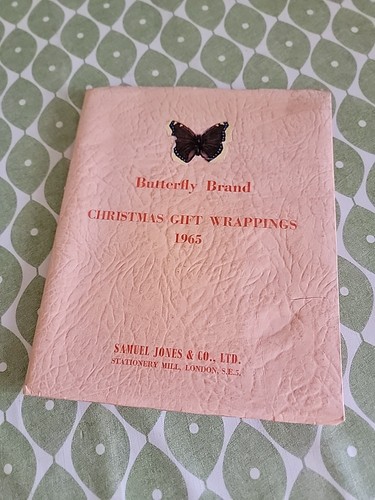 Butterfly Brand
CHRISTMAS GIFT WRAPPINGS
1965
SAMUEL JONES & CO., LTD.
STATIONERY MILL, LONDON, S.E.5.